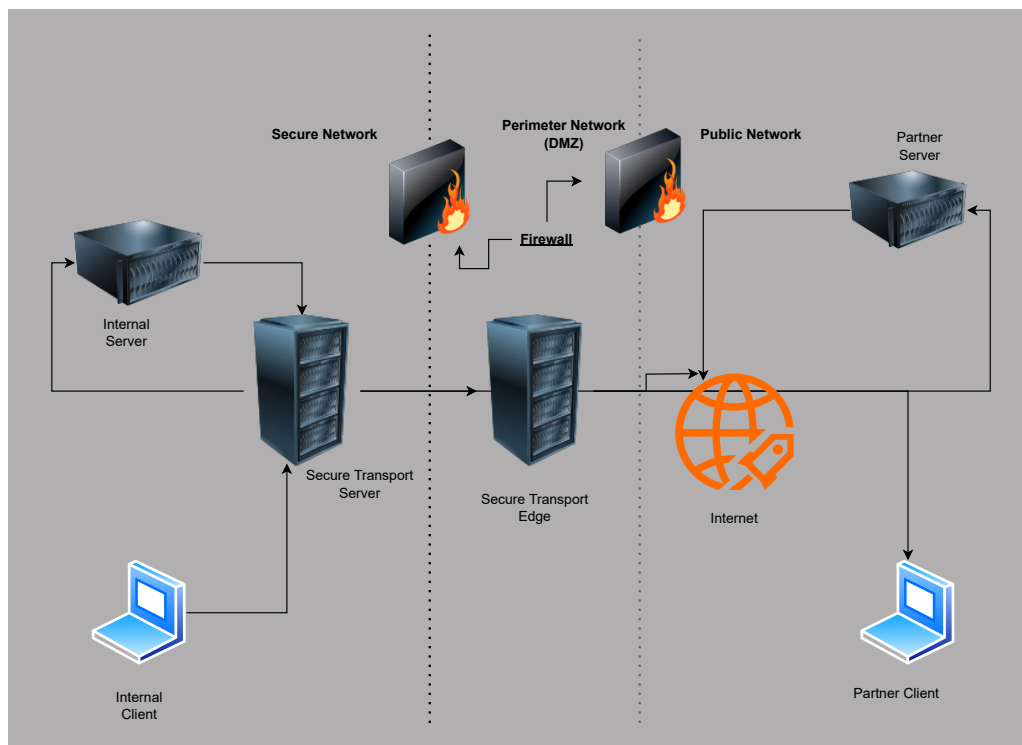 Secure Network
Perimeter Network
(DMZ)
Public Network
Partner
Server
Firewall
Internal
Server
Secure Transport
Server
Secure Transport
Edge
Internet
Internal
Client
Partner Client